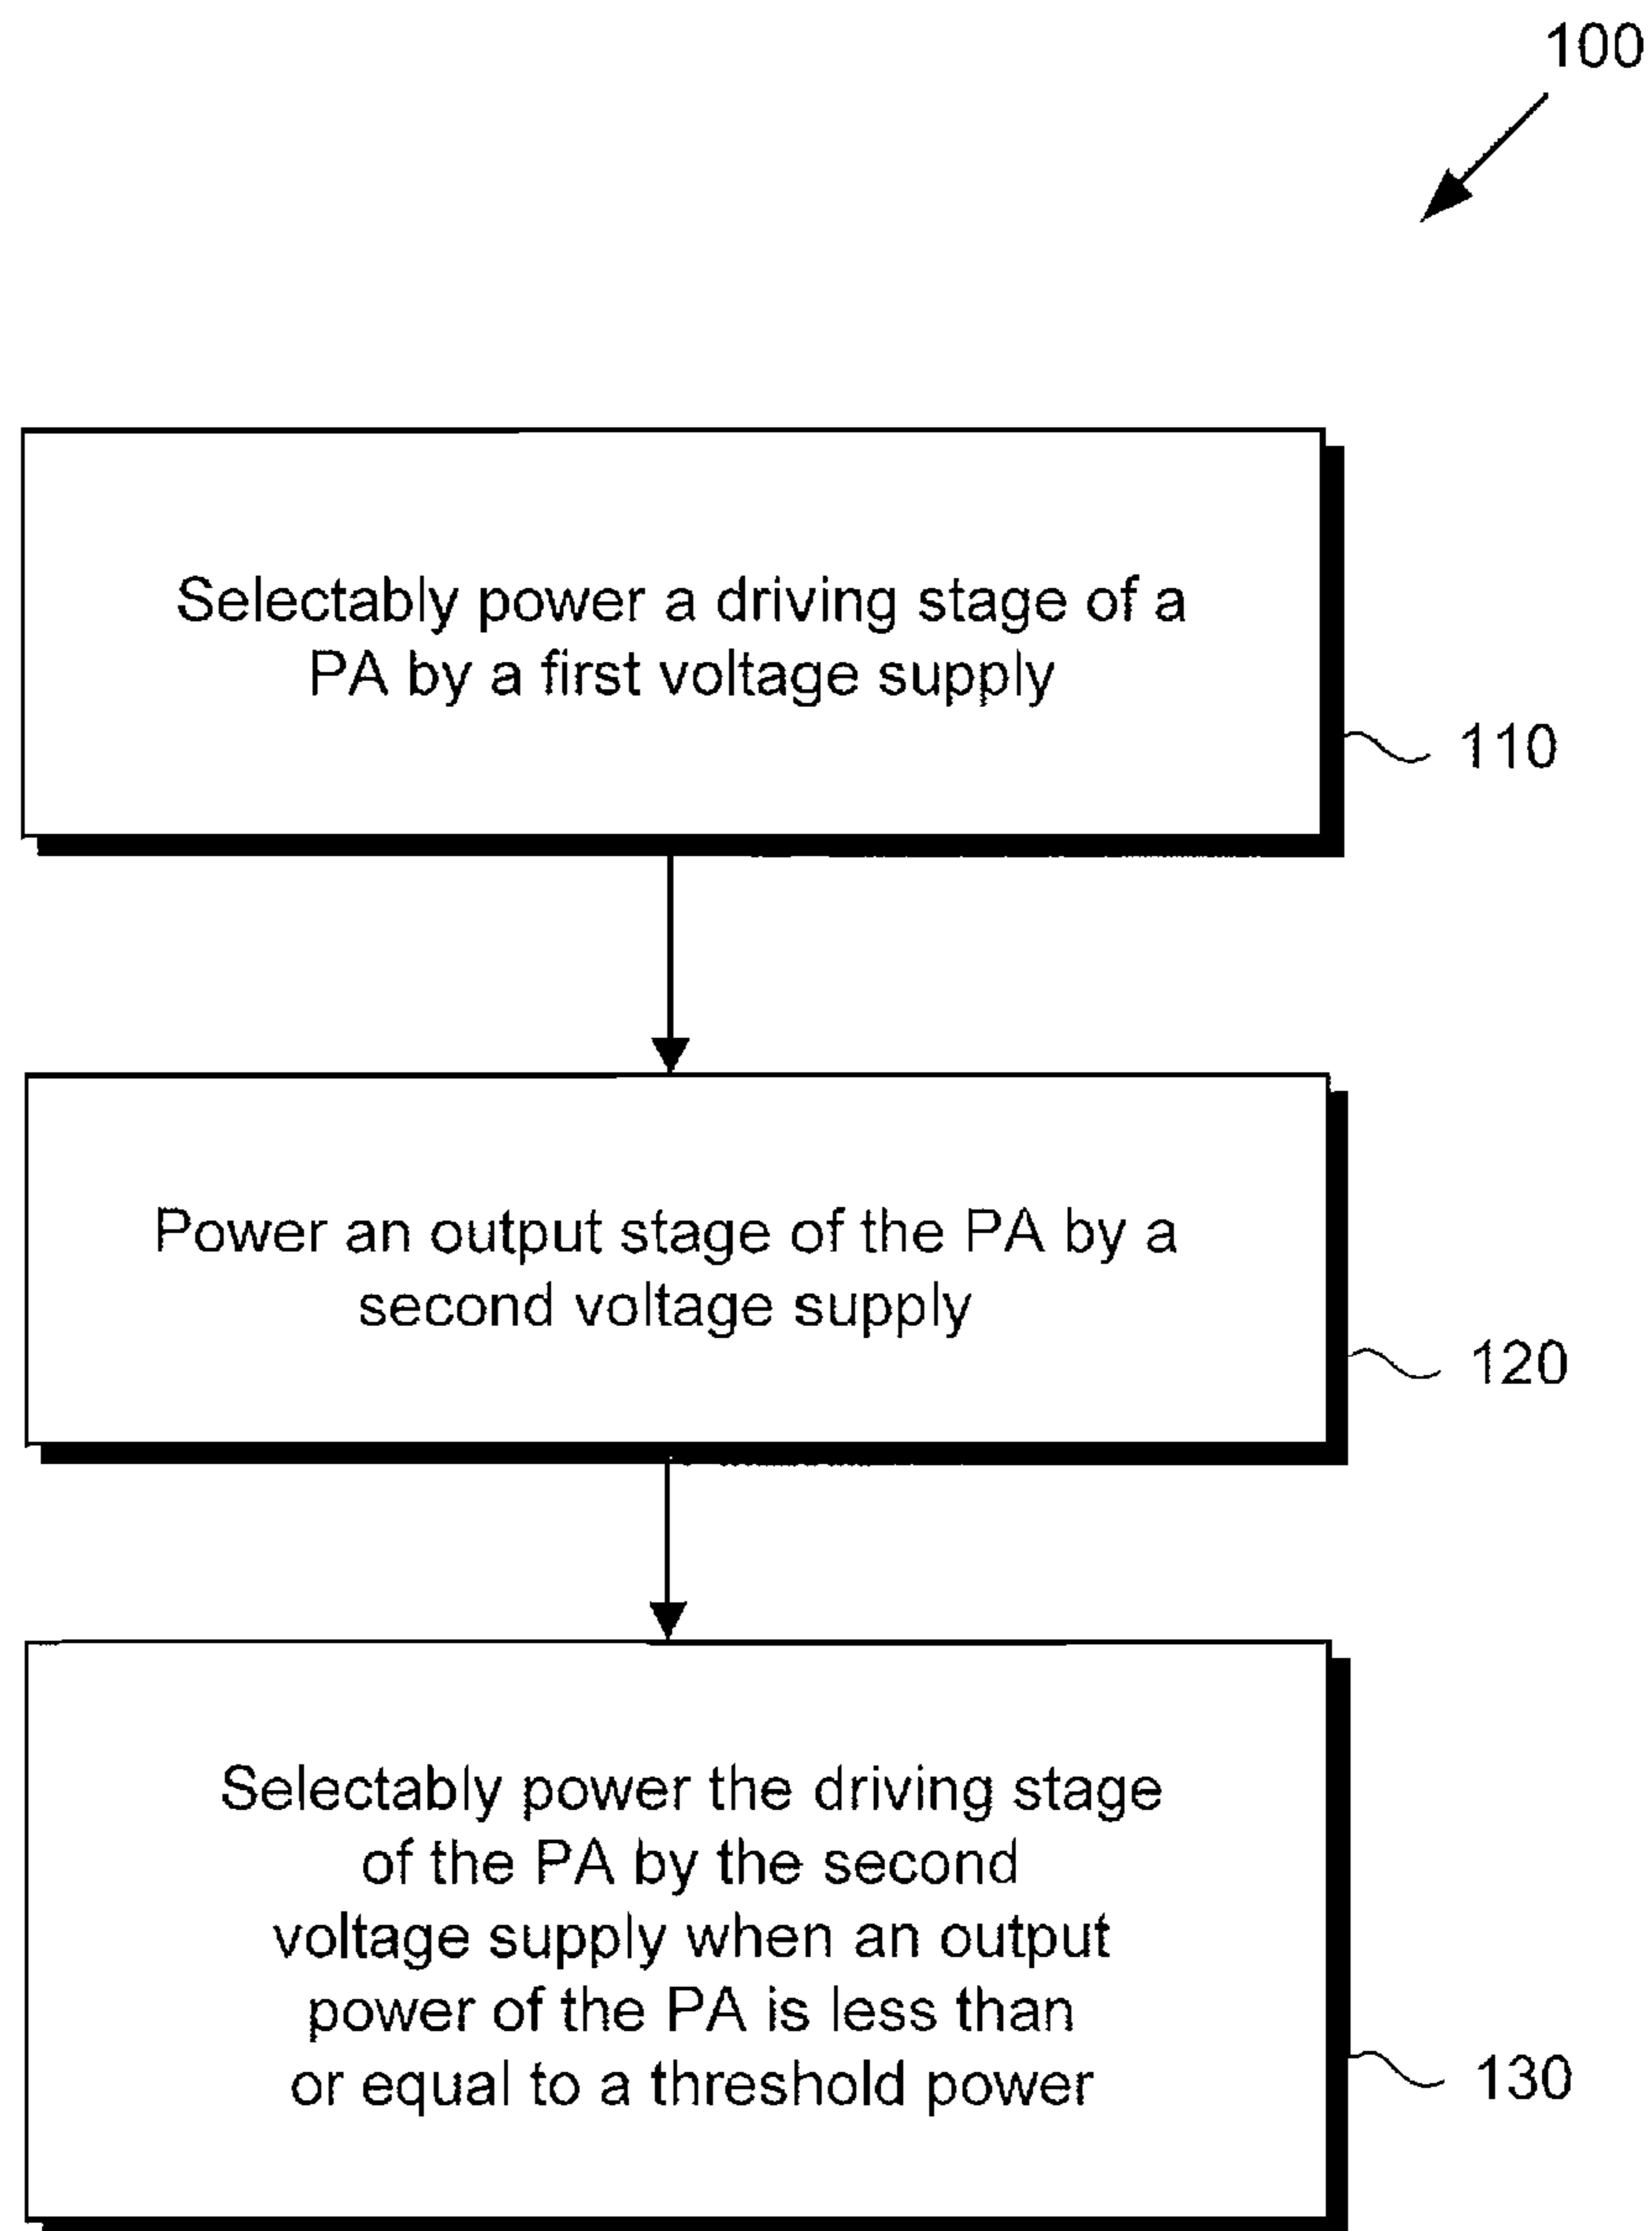 100
Selectably power a driving stage of a
PA by a first voltage supply
110
Power an output stage of the PA by a
second voltage supply
120
Selectably power the driving stage
of the PA by the second
voltage supply when an output
power of the PA is less than
or equal to a threshold power
130